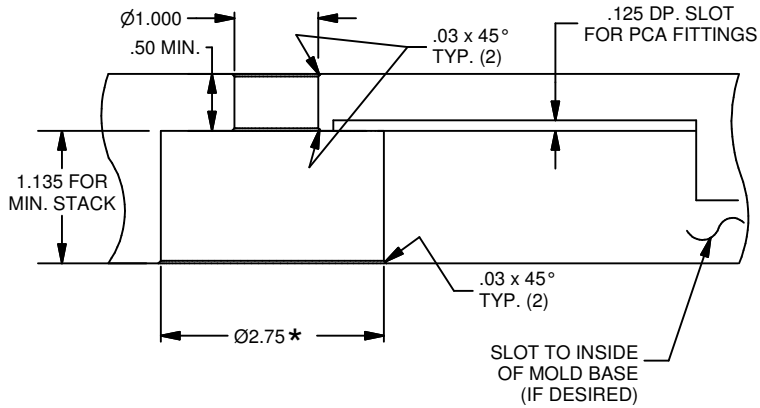 Ø1.000
.50 MIN.
.03 x 45°
TYP. (2)
.125 DP. SLOT
FOR PCA FITTINGS
1.135 FOR
MIN. STACK
.03 x 45°
TYP. (2)
Ø2.75*
SLOT TO INSIDE
OF MOLD BASE
(IF DESIRED)